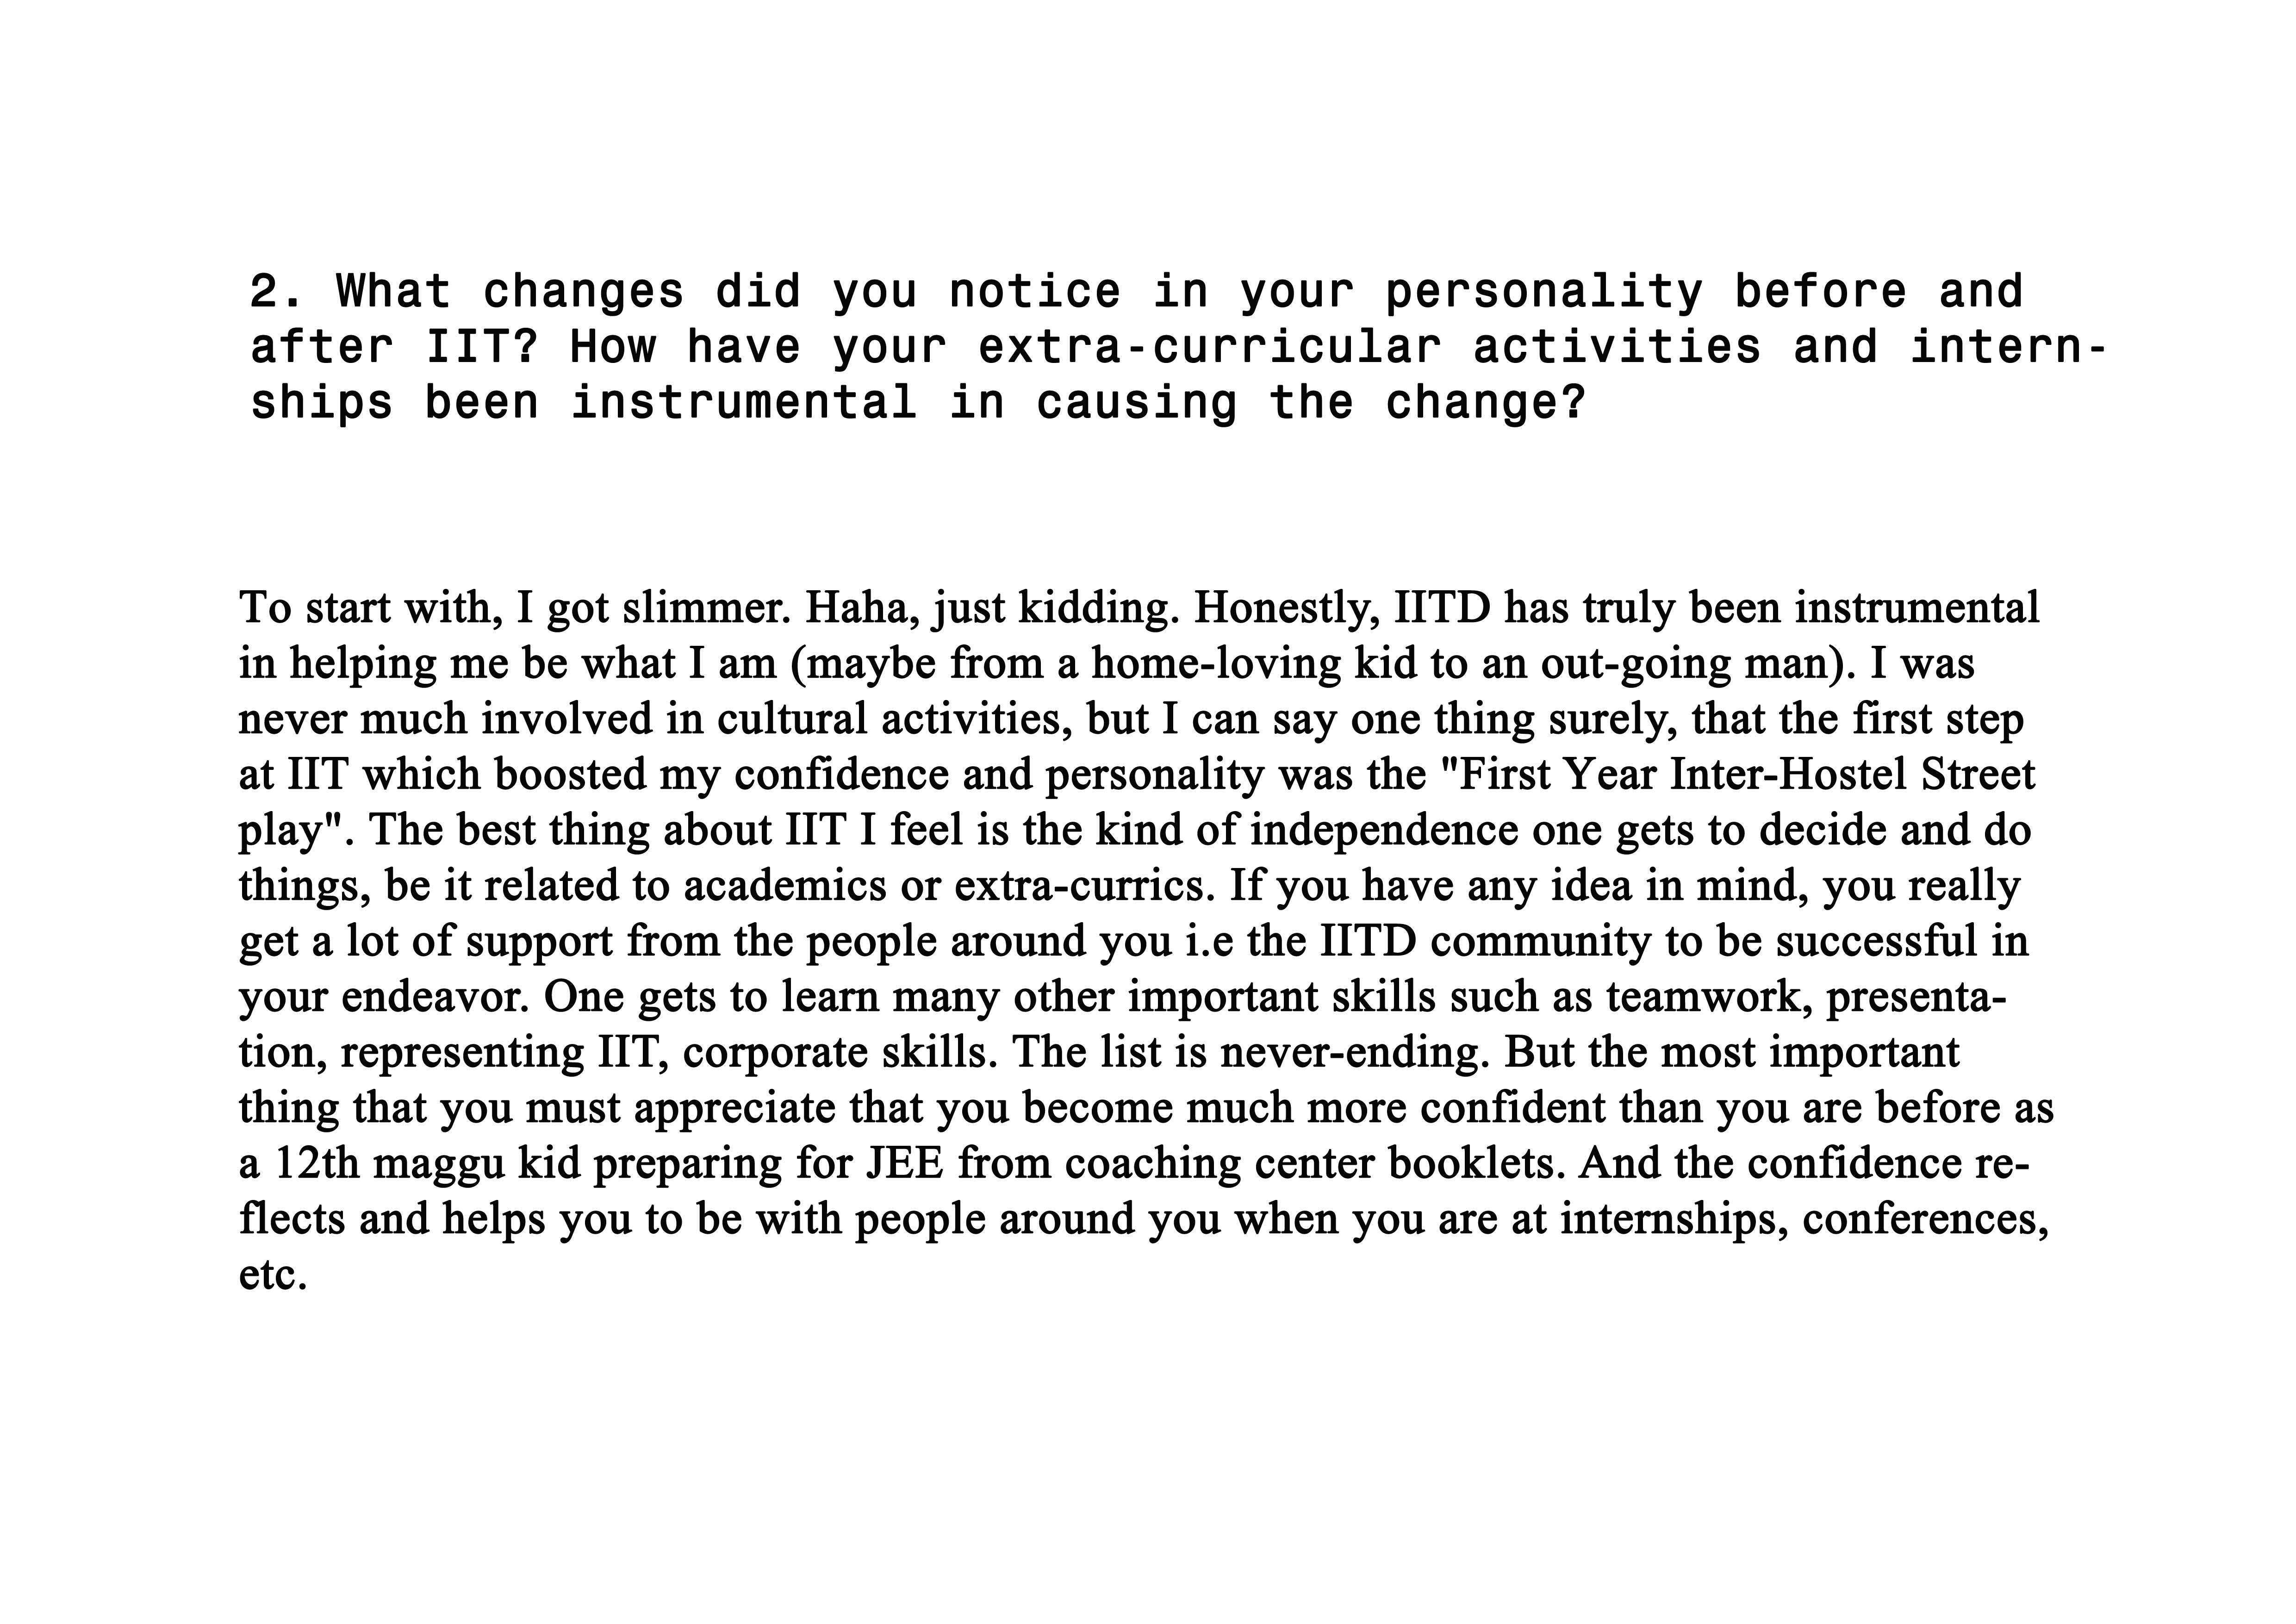 2. What changes did you notice in your personality before and
after IIT? How have your extra-curricular activities and intern-
ships been instrumental in causing the change?
To start with, I got slimmer. Haha, just kidding. Honestly, IITD has truly been instrumental
in helping me be what I am (maybe from a home-loving kid to an out-going man). I was
never much involved in cultural activities, but I can say one thing surely, that the first step
at IIT which boosted my confidence and personality was the "First Year Inter-Hostel Street
play". The best thing about IIT I feel is the kind of independence one gets to decide and do
things, be it related to academics or extra-currics. If you have any idea in mind, you really
get a lot of support from the people around you i.e the IITD community to be successful in
your endeavor. One gets to learn many other important skills such as teamwork, presenta-
tion, representing IIT, corporate skills. The list is never-ending. But the most important
thing that you must appreciate that you become much more confident than you are before as
a 12th maggu kid preparing for JEE from coaching center booklets. And the confidence re-
flects and helps you to be with people around you when you are at internships, conferences,
etc.